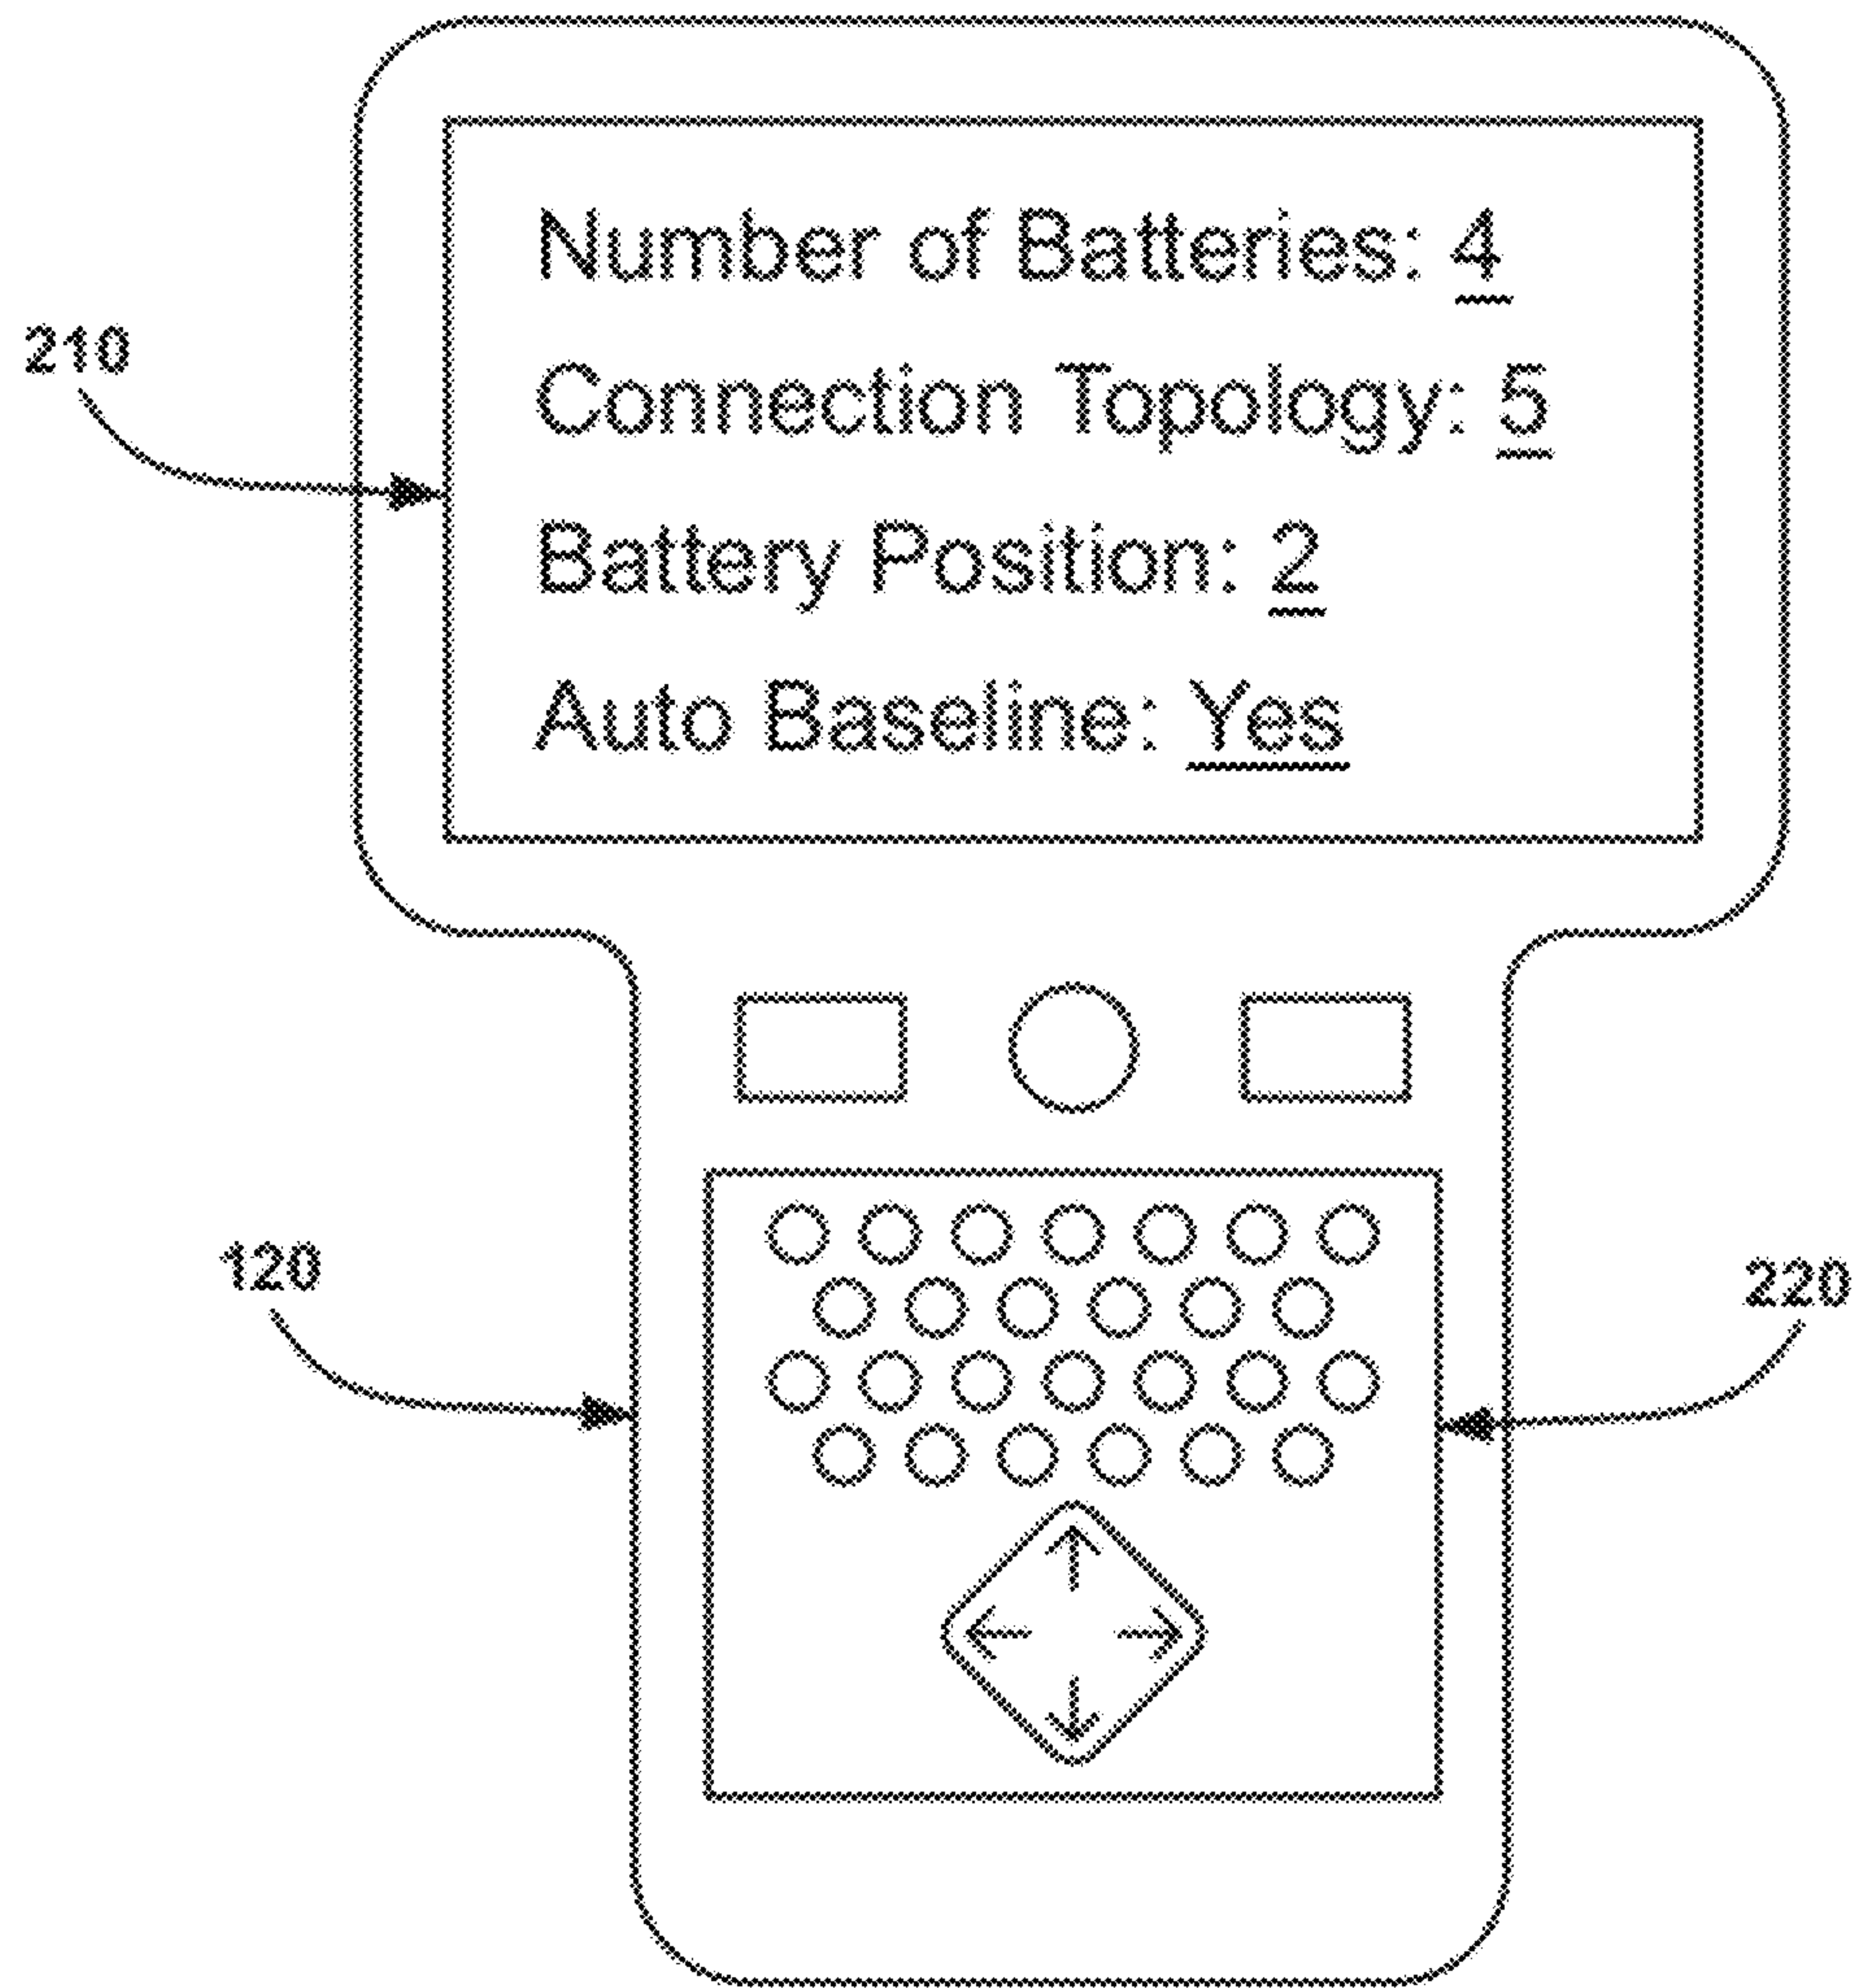 Number of Batteries: 4
210
Connection Topology: 5
Battery Position: 2
Auto Baseline: Yes
120
220